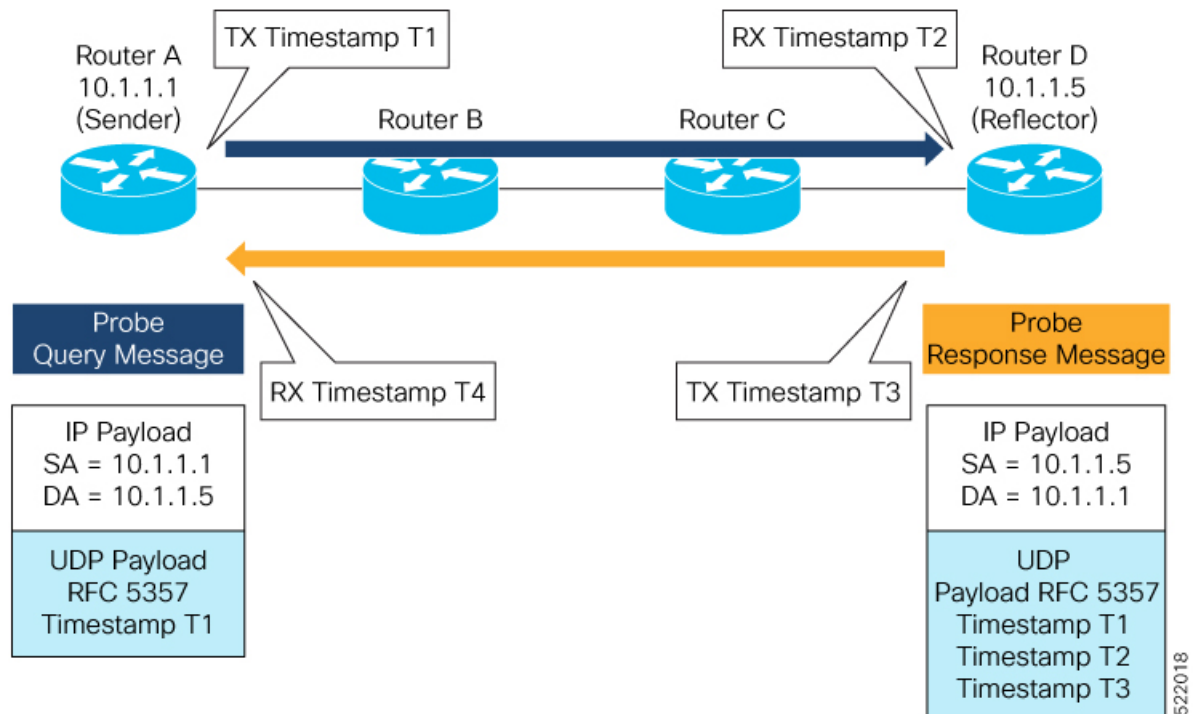 TX Timestamp T1
RX Timestamp T2
Router A
10.1.1.1
(Sender)
Router B
Router C
Router D
10.1.1.5
(Reflector)
Probe
Query Message
RX Timestamp T4
TX Timestamp T3
Probe
Response Message
IP Payload
SA = 10.1.1.1
DA = 10.1.1.5
UDP Payload
RFC 5357
Timestamp T1
IP Payload
SA = 10.1.1.5
DA = 10.1.1.1
UDP
Payload RFC 5357
Timestamp T1
Timestamp T2
Timestamp T3
522018